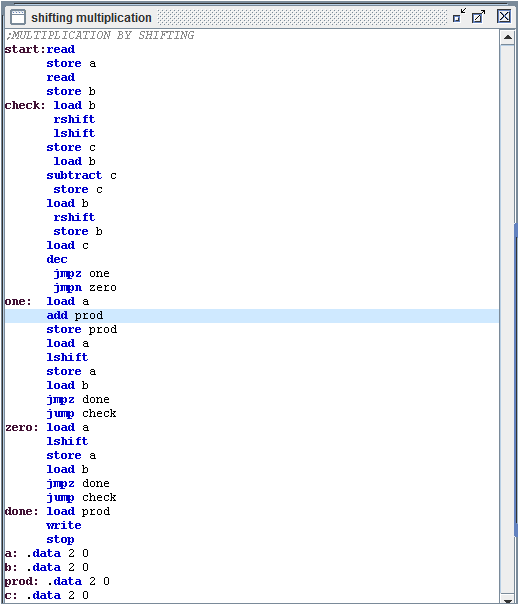 shifting multiplication
;MULTIPLICATION BY SHIFTING
start:read
store a
read
store b
check: load b
rshift
lshift
store c
load b
subtract c
store c
load b
rshift
store b
load c
dec
jmpz one
jmpn zero
one: load a
add prod
store prod
load a
lshift
store a
load b
jmpz done
jump check
zero: load a
lshift
store a
load b
jmpz done
jump check
done: load prod
write
stop
a: .data 2 0
b: .data 2 0
prod: .data 2 0
c: .data 2 0